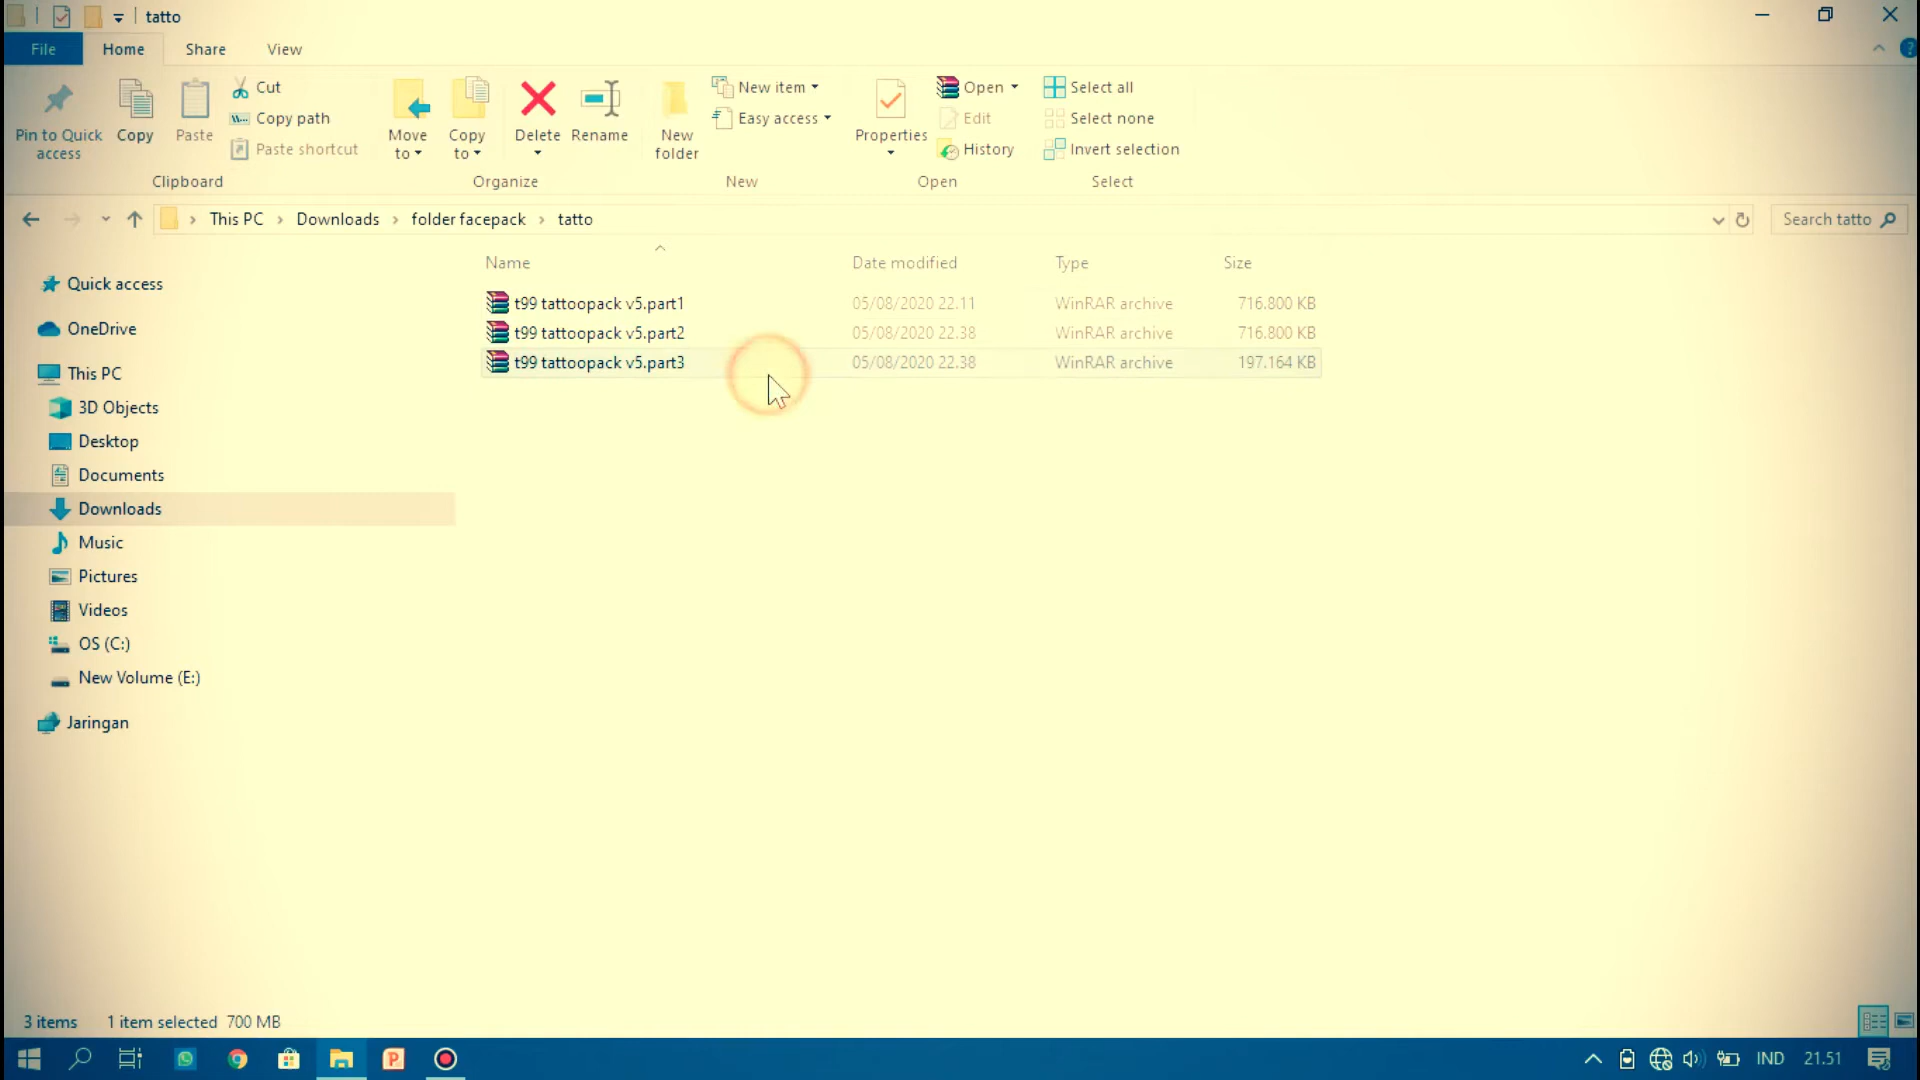 tatto
File Home Share View
Pin to Quick access
Copy
Paste
Cut
Copy path
Paste shortcut
Clipboard
Move to
Copy to
Delete
Rename
Organize
New folder
New item
Easy access
New
Properties
Open
Edit
History
Open
Select all
Select none
Invert selection
Select
This PC Downloads folder facepack tatto
Search tatto
Name Date modified Type Size
t99 tattoopack v5.part1 05/08/2020 22.11 WinRAR archive 716.800 KB
t99 tattoopack v5.part2 05/08/2020 22.38 WinRAR archive 716.800 KB
t99 tattoopack v5.part3 05/08/2020 22.38 WinRAR archive 197.164 KB
Quick access
OneDrive
This PC
3D Objects
Desktop
Documents
Downloads
Music
Pictures
Videos
OS (C:)
New Volume (E:)
Jaringan
3 items 1 item selected 700 MB
IND 21.51